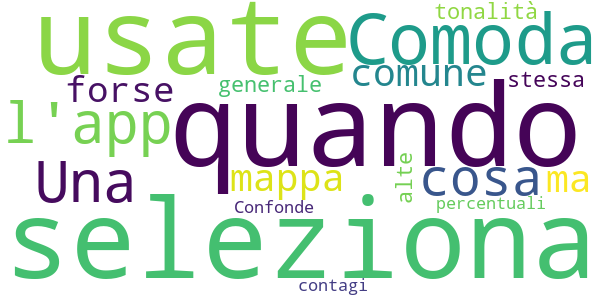 usate
Comoda
tonalità
forse
generale
comune
stessa
l'app
quando
Una
mappa
alte
cosa
ma
Confonde
percentuali
seleziona
contagi